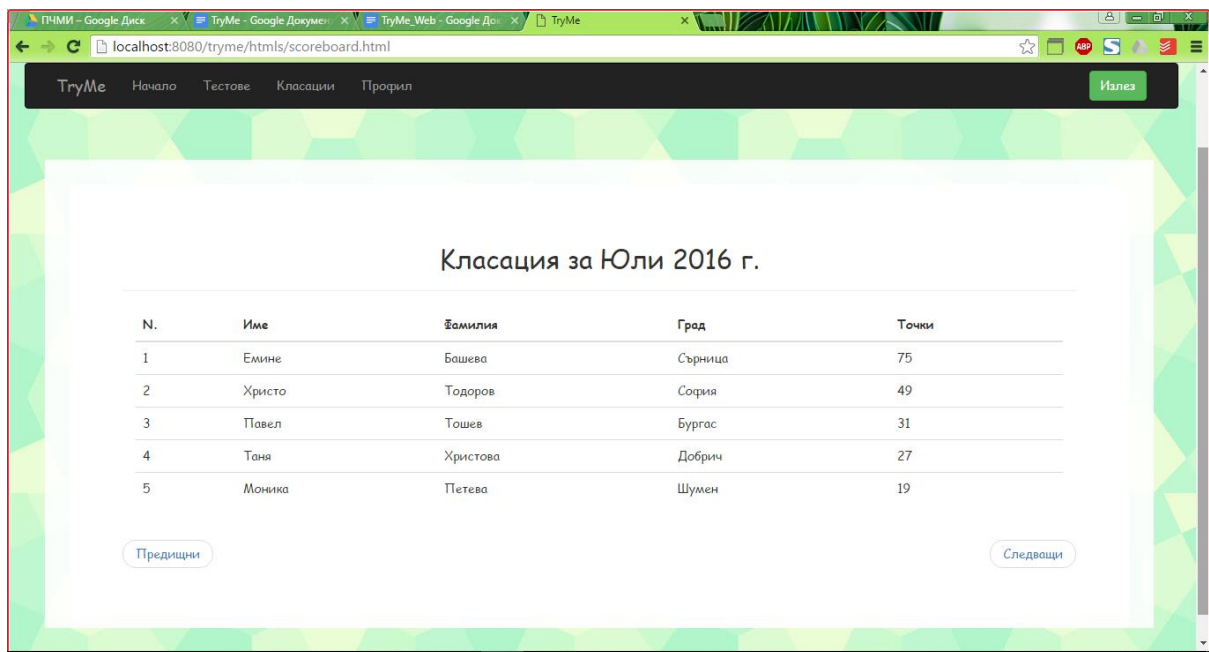 ПЧМИ – Google Диск TryMe - Google Докумен TryMe_Web - Google Док TryMe
localhost:8080/tryme/htmls/scoreboard.html ABP S
TryMe Начало Тестове Класации Профил Излез
Класация за Юли 2016 г.
N. Име Фамилия Град Точки
1 Емине Башева Сърница 75
2 Христо Тодоров София 49
3 Павел Тошев Бургас 31
4 Таня Христова Добрич 27
5 Моника Петева Шумен 19
Предищни Следващи